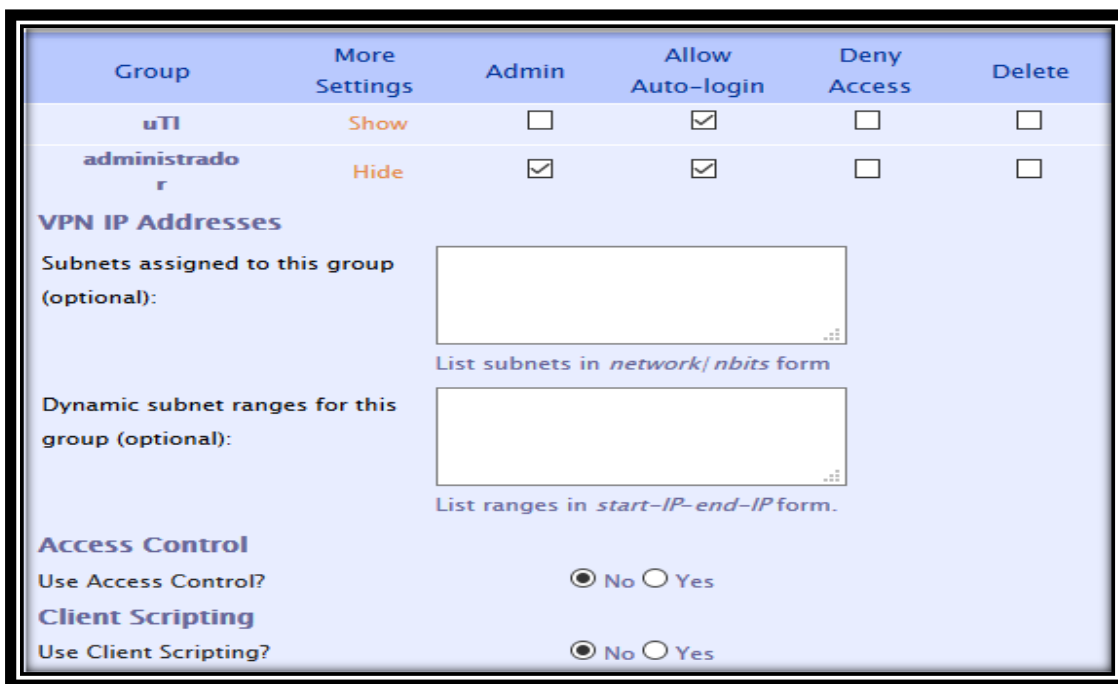 Group More Settings Admin Allow Auto-login Deny Access Delete
uTI Show
administrado
r Hide
VPN IP Addresses
Subnets assigned to this group
(optional):
List subnets in network/nbits form
Dynamic subnet ranges for this
group (optional):
List ranges in start-IP-end-IP form.
Access Control
Use Access Control? No Yes
Client Scripting
Use Client Scripting? No Yes